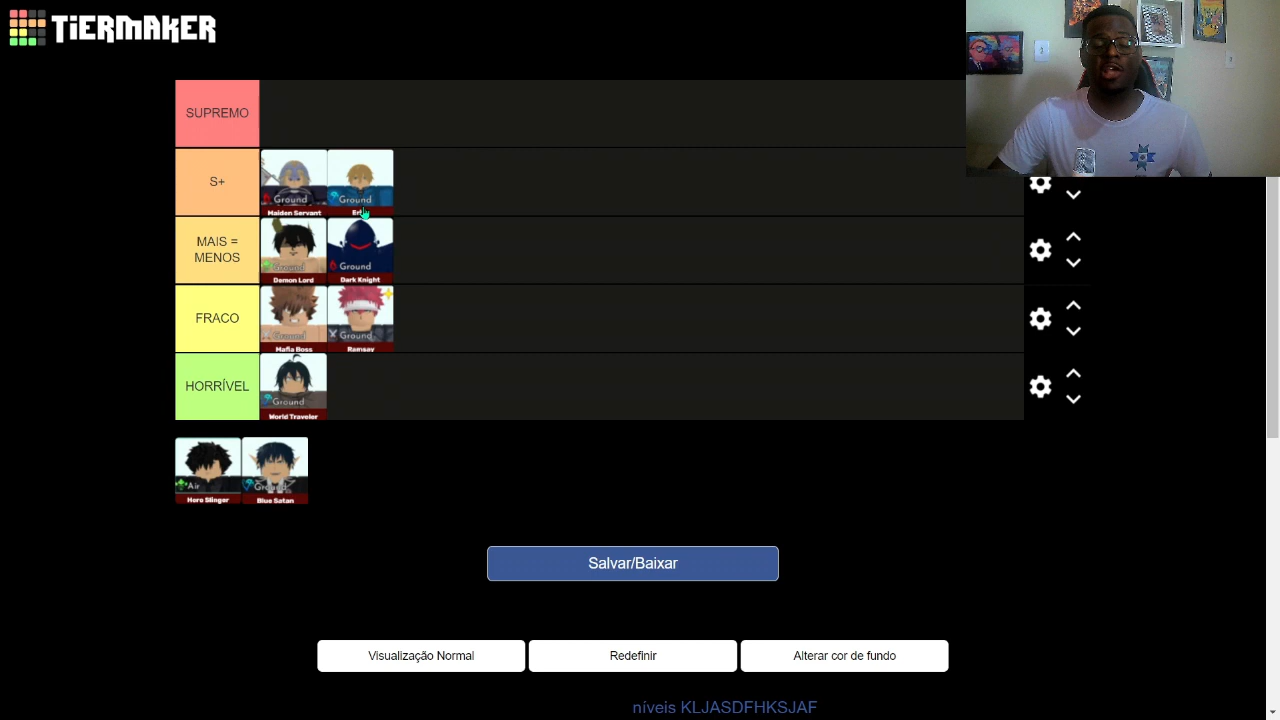 TIERMAKER
SUPREMO
S+
Ground
Maiden Servant
Ground
MAIS =
MENOS
Ground
Demon Lord
Ground
Dark Knight
FRACO
Ground
Mafia Boss
Ground
Ramsay
HORRÍVEL
Ground
World Traveler
Air
Hero Slinger
Ground
Blue Satan
Salvar/Baixar
Visualização Normal
Redefinir
Alterar cor de fundo
níveis KLJASDFHKSJAF